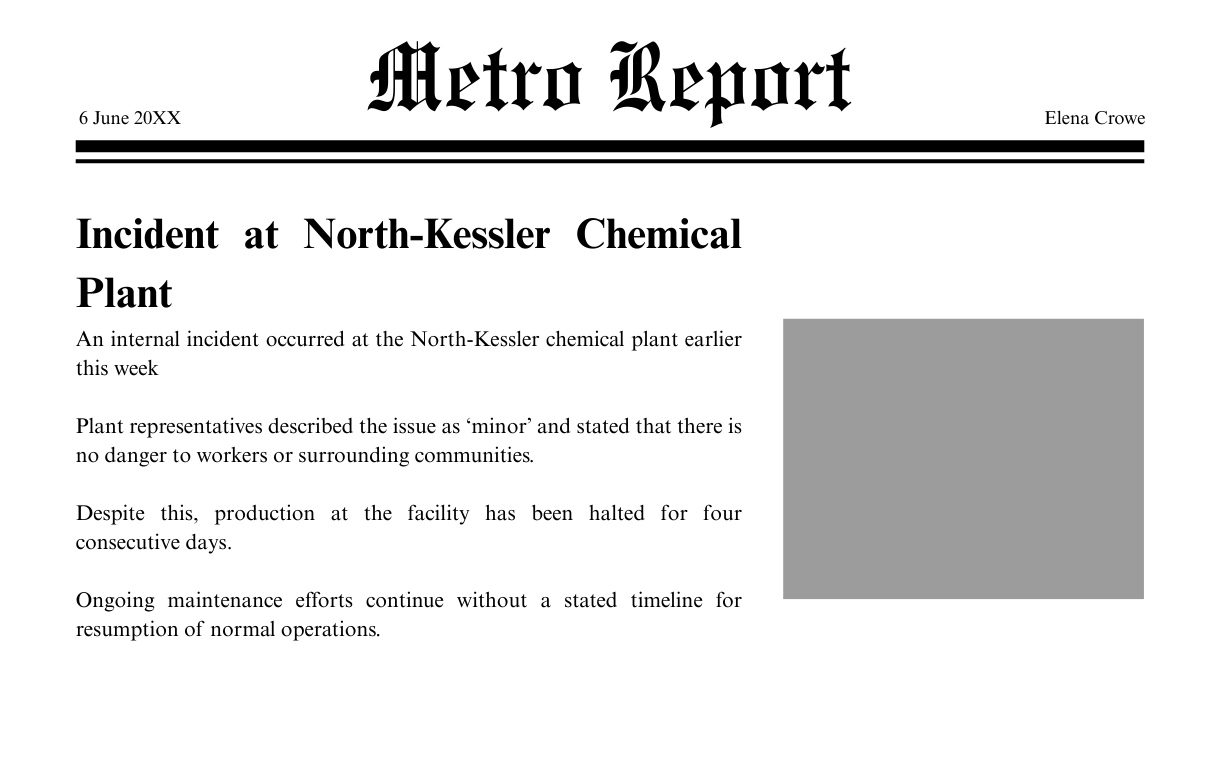 Metro Report
6 June 20XX
Elena Crowe
Incident at North-Kessler Chemical
Plant
An internal incident occurred at the North-Kessler chemical plant earlier
this week
Plant representatives described the issue as ‘minor’ and stated that there is
no danger to workers or surrounding communities.
Despite this, production at the facility has been halted for four
consecutive days.
Ongoing maintenance efforts continue without a stated timeline for
resumption of normal operations.